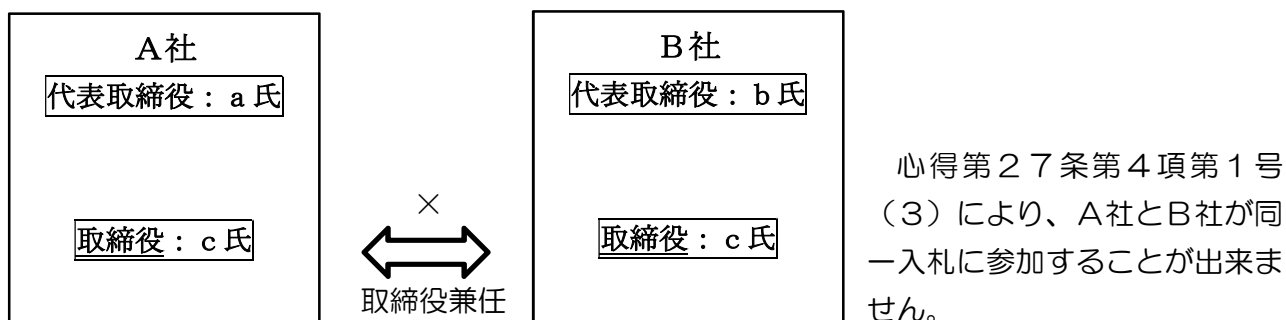 A社
代表取締役：a氏
取締役：c氏
×
取締役兼任
B社
代表取締役：b氏
取締役：c氏
心得第２７条第４項第１号
（３）により、A社とB社が同
一入札に参加することが出来ま
せん。